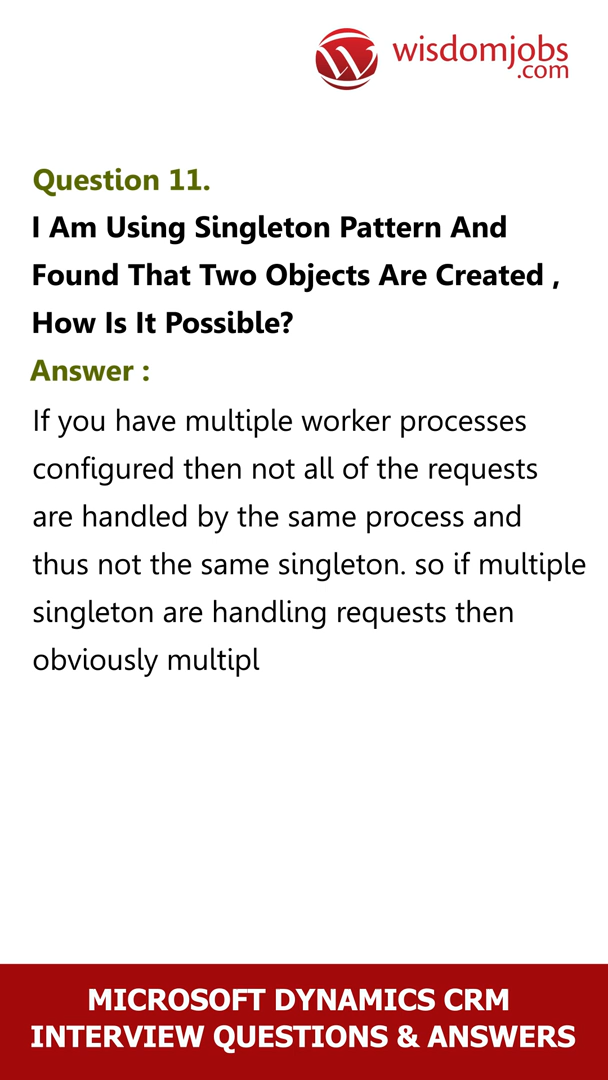 wisdomjobs
.com
Question 11.
I Am Using Singleton Pattern And
Found That Two Objects Are Created ,
How Is It Possible?
Answer :
If you have multiple worker processes
configured then not all of the requests
are handled by the same process and
thus not the same singleton. so if multiple
singleton are handling requests then
obviously multipl
MICROSOFT DYNAMICS CRM
INTERVIEW QUESTIONS & ANSWERS